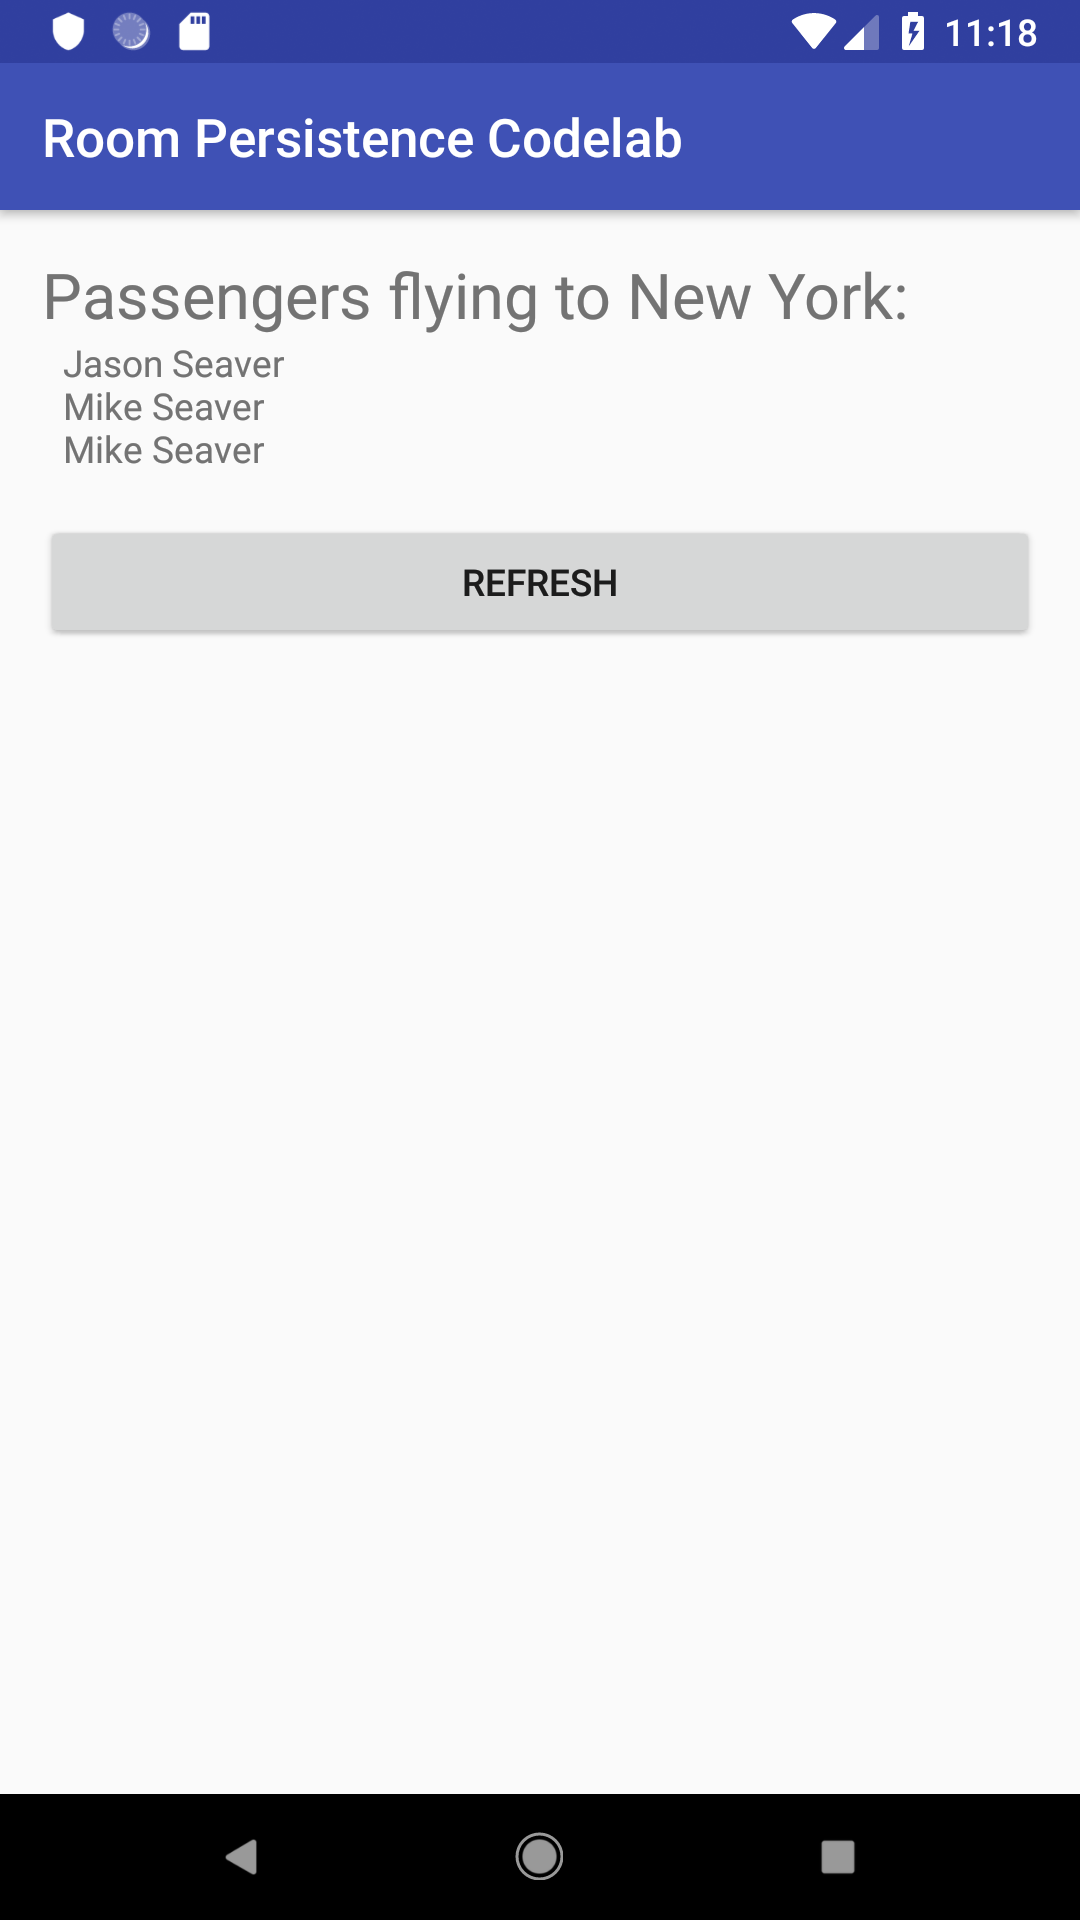 11:18
Room Persistence Codelab
Passengers flying to New York:
Jason Seaver
Mike Seaver
Mike Seaver
REFRESH